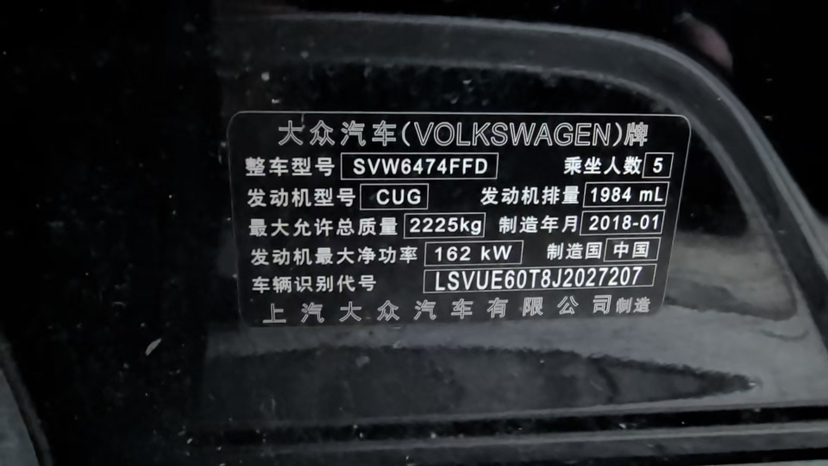 大众汽车(VOLKSWAGEN)牌
整车型号 SVW6474FFD 乘坐人数 5
发动机型号 CUG 发动机排量 1984 mL
最大允许总质量 2225kg 制造年月 2018-01
发动机最大净功率 162 kW 制造国 中国
车辆识别代号 LSVUE60T8J2027207
上汽大众汽车有限公司制造